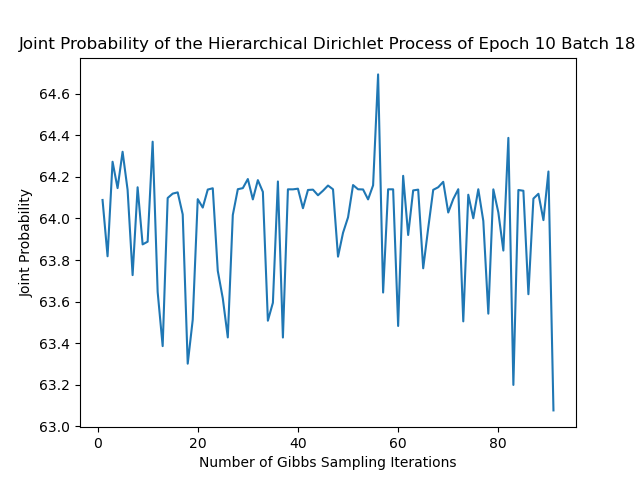 Joint Probability of the Hierarchical Dirichlet Process of Epoch 10 Batch 18
64.6
64.4
64.2
64.0
63.8
63.6
63.4
63.2
63.0
Joint Probability
0 20 40 60 80
Number of Gibbs Sampling Iterations